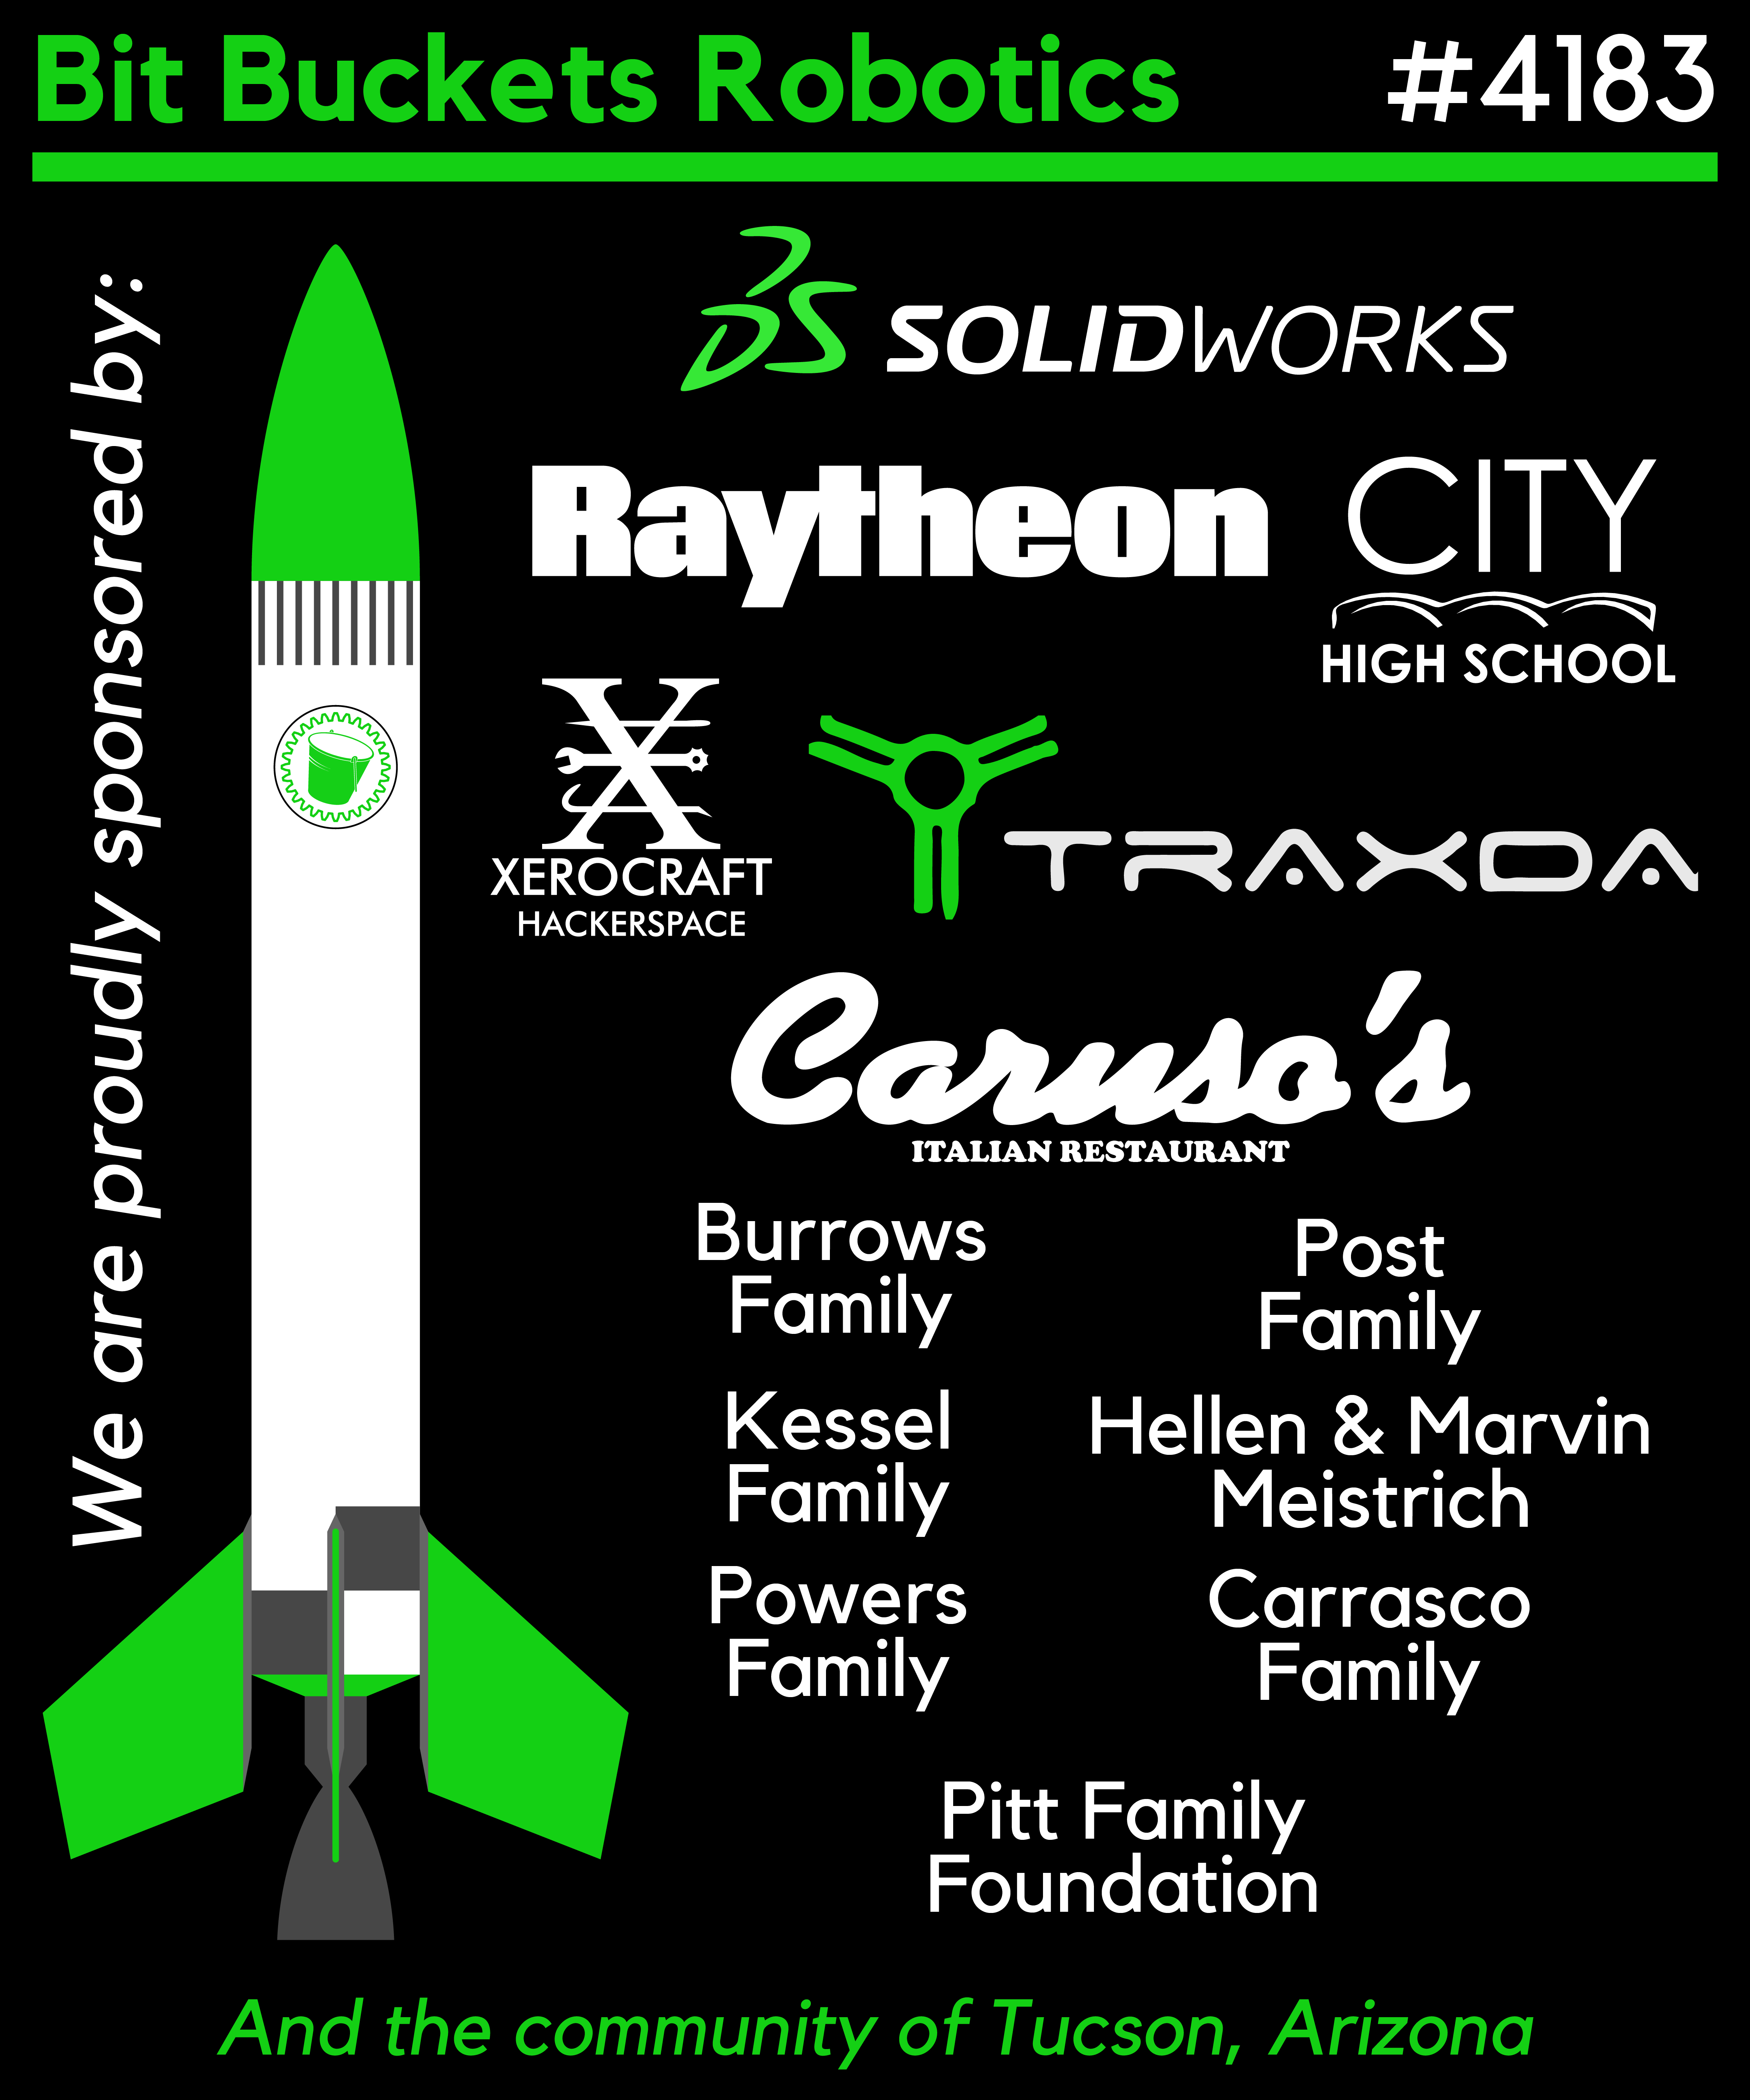 Bit Buckets Robotics #4183
We are proudly sponsored by:
SOLIDWORKS
Raytheon
CITY
HIGH SCHOOL
XEROCRAFT
HACKERSPACE
TRAXDA
Caruso's
ITALIAN RESTAURANT
Burrows
Family
Post
Family
Kessel
Family
Hellen & Marvin
Meistrich
Powers
Family
Carrasco
Family
Pitt Family
Foundation
And the community of Tucson, Arizona